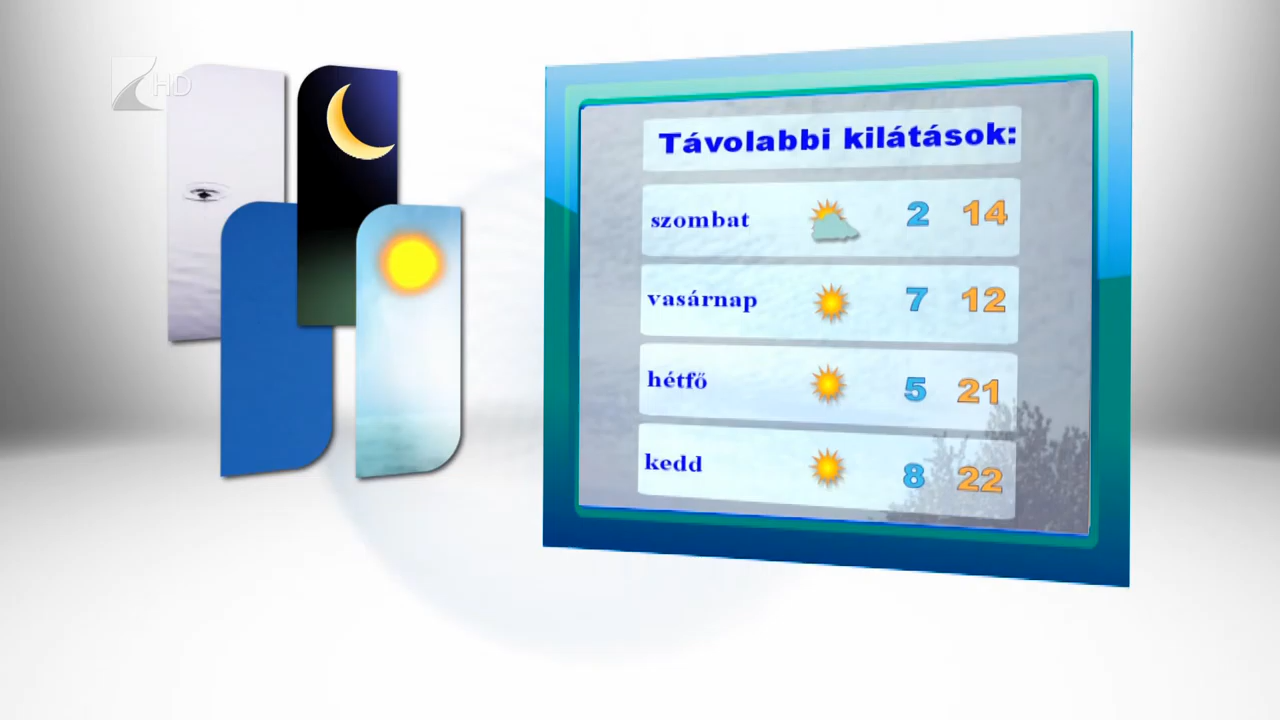 HD
Távolabbi kilátások:
szombat 2 14
vasárnap 7 12
hétfő 5 21
kedd 8 22